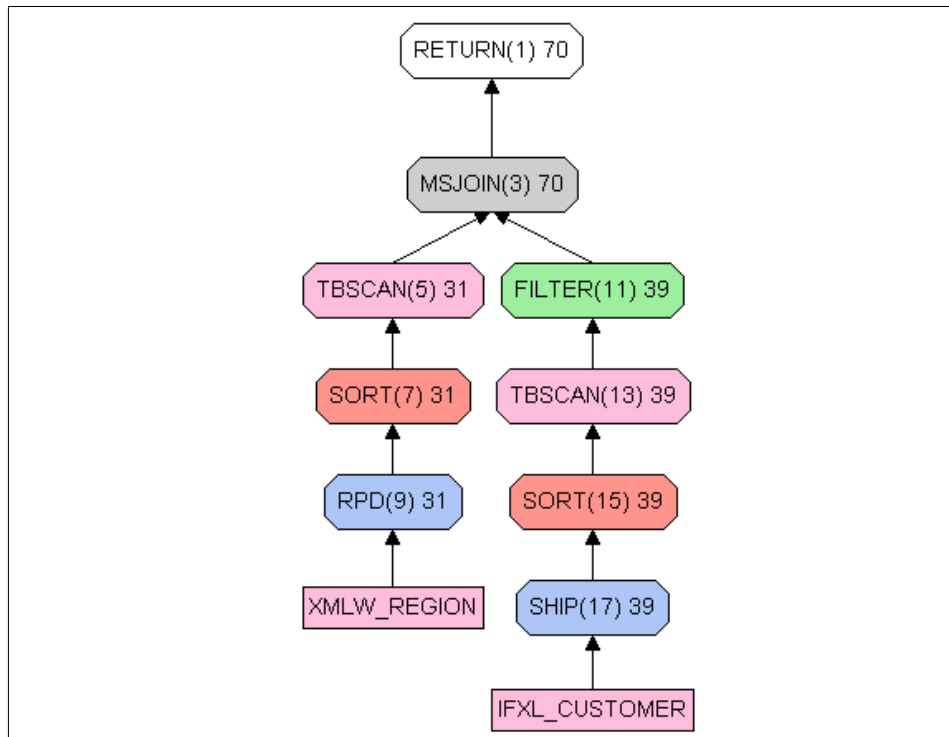 RETURN(1) 70
MSJOIN(3) 70
TBSCAN(5) 31
FILTER(11) 39
SORT(7) 31
TBSCAN(13) 39
RPD(9) 31
SORT(15) 39
XMLW_REGION
SHIP(17) 39
IFXL_CUSTOMER